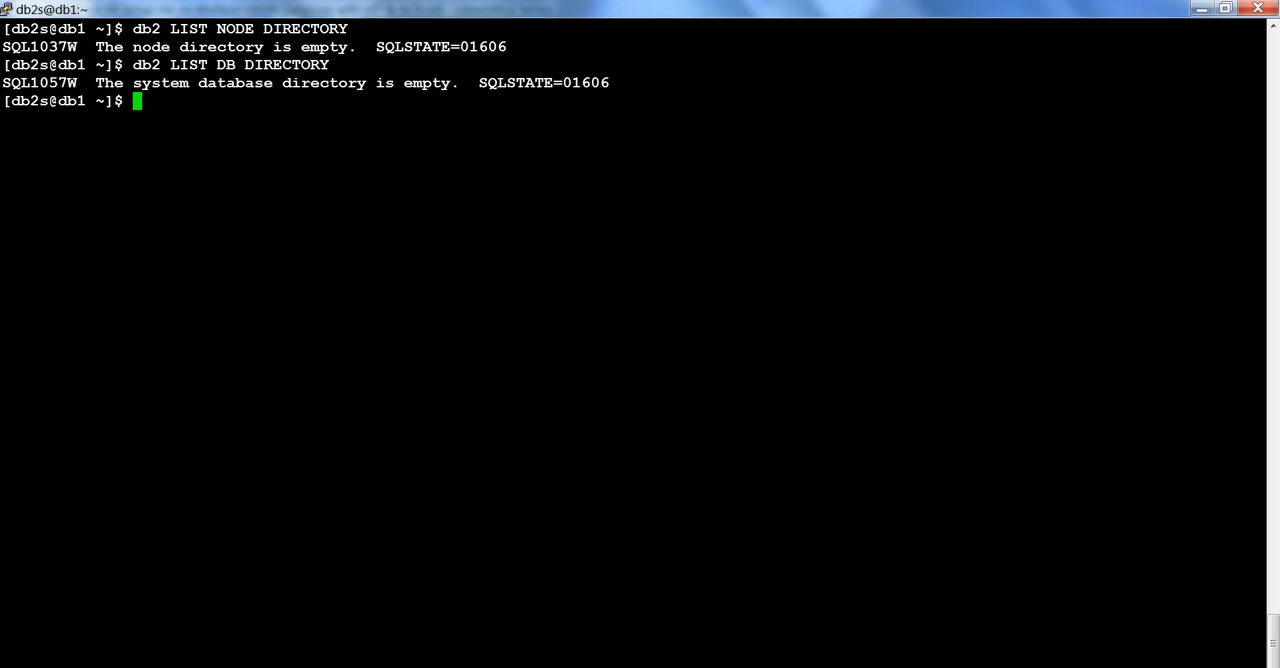 db2s@db1:~
[db2s@db1 ~]$ db2 LIST NODE DIRECTORY
SQL1037W  The node directory is empty.  SQLSTATE=01606
[db2s@db1 ~]$ db2 LIST DB DIRECTORY
SQL1057W  The system database directory is empty.  SQLSTATE=01606
[db2s@db1 ~]$